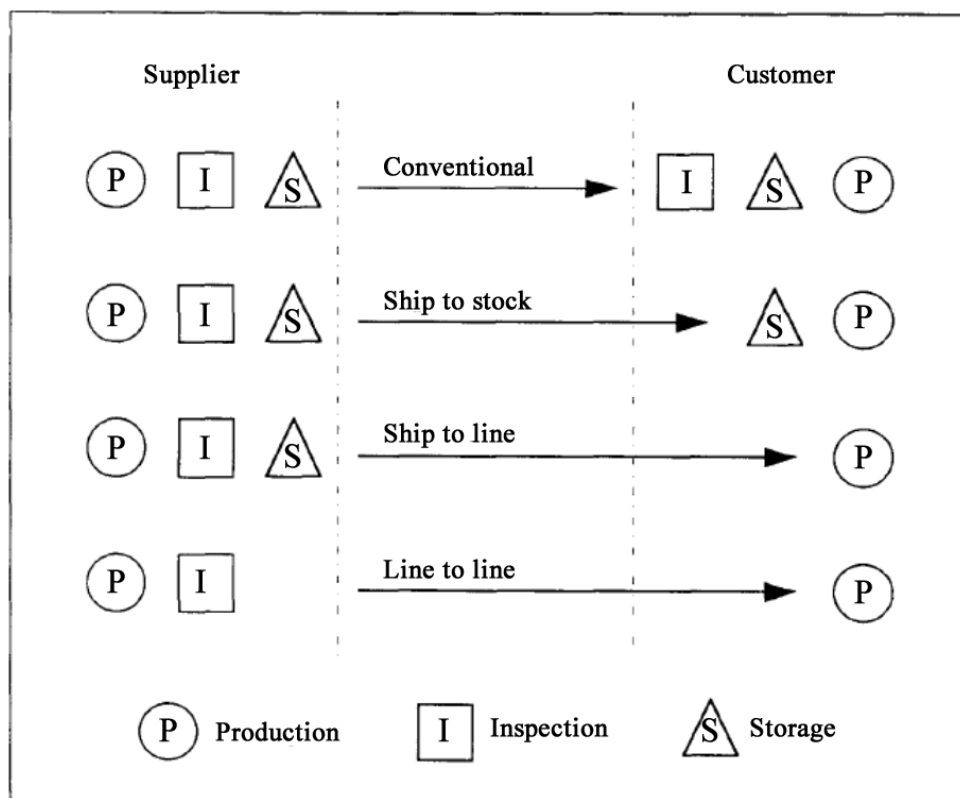 Supplier Customer
P I S Conventional I S P
P I S Ship to stock S P
P I S Ship to line P
P I Line to line P
P Production I Inspection S Storage